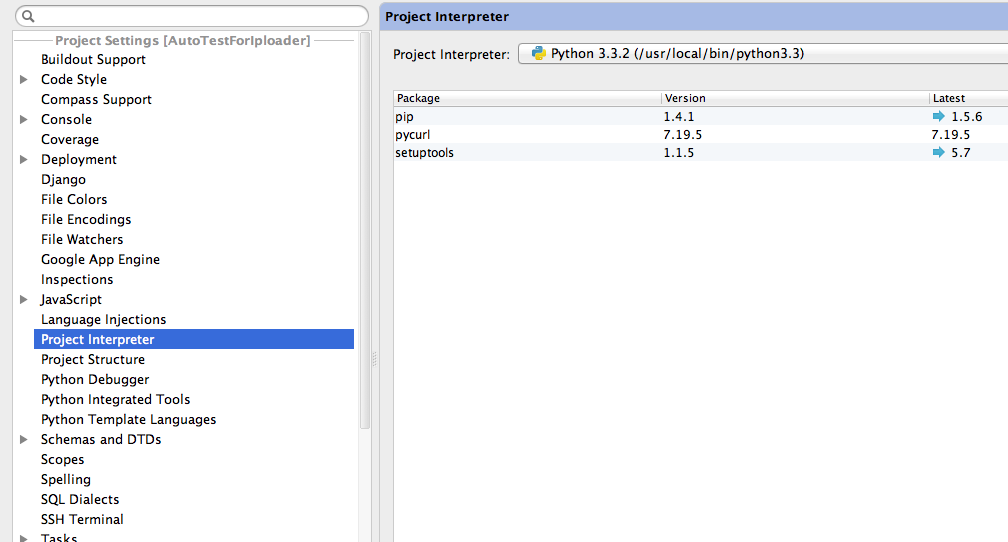 Project Settings [AutoTestForIploader]
Buildout Support
Code Style
Compass Support
Console
Coverage
Deployment
Django
File Colors
File Encodings
File Watchers
Google App Engine
Inspections
JavaScript
Language Injections
Project Interpreter
Project Structure
Python Debugger
Python Integrated Tools
Python Template Languages
Schemas and DTDs
Scopes
Spelling
SQL Dialects
SSH Terminal
Tasks
Project Interpreter
Project Interpreter: Python 3.3.2 (/usr/local/bin/python3.3)
Package Version Latest
pip 1.4.1 1.5.6
pycurl 7.19.5 7.19.5
setuptools 1.1.5 5.7